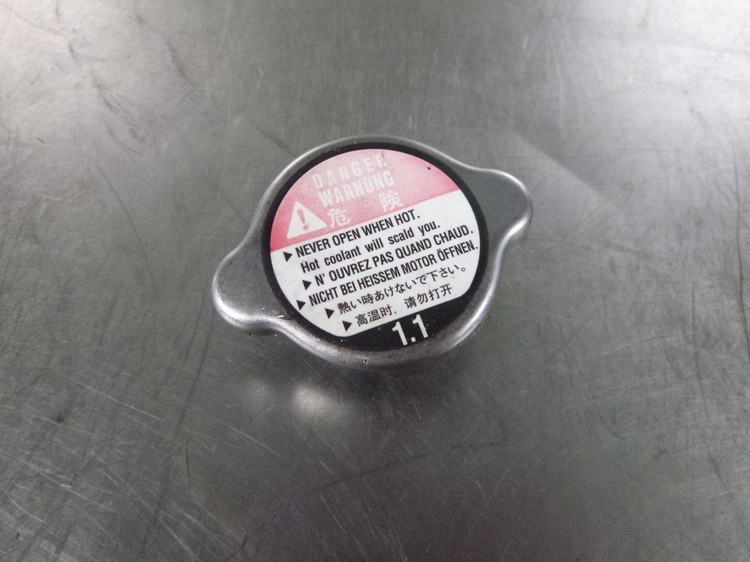 DANGER
WARNUNG
危 険
▶ NEVER OPEN WHEN HOT.
Hot coolant will scald you.
▶ N' OUVREZ PAS QUAND CHAUD.
▶ NICHT BEI HEISSEM MOTOR ÖFFNEN.
▶ 熱い時あけないで下さい。
▶ 高温时，请勿打开
1.1